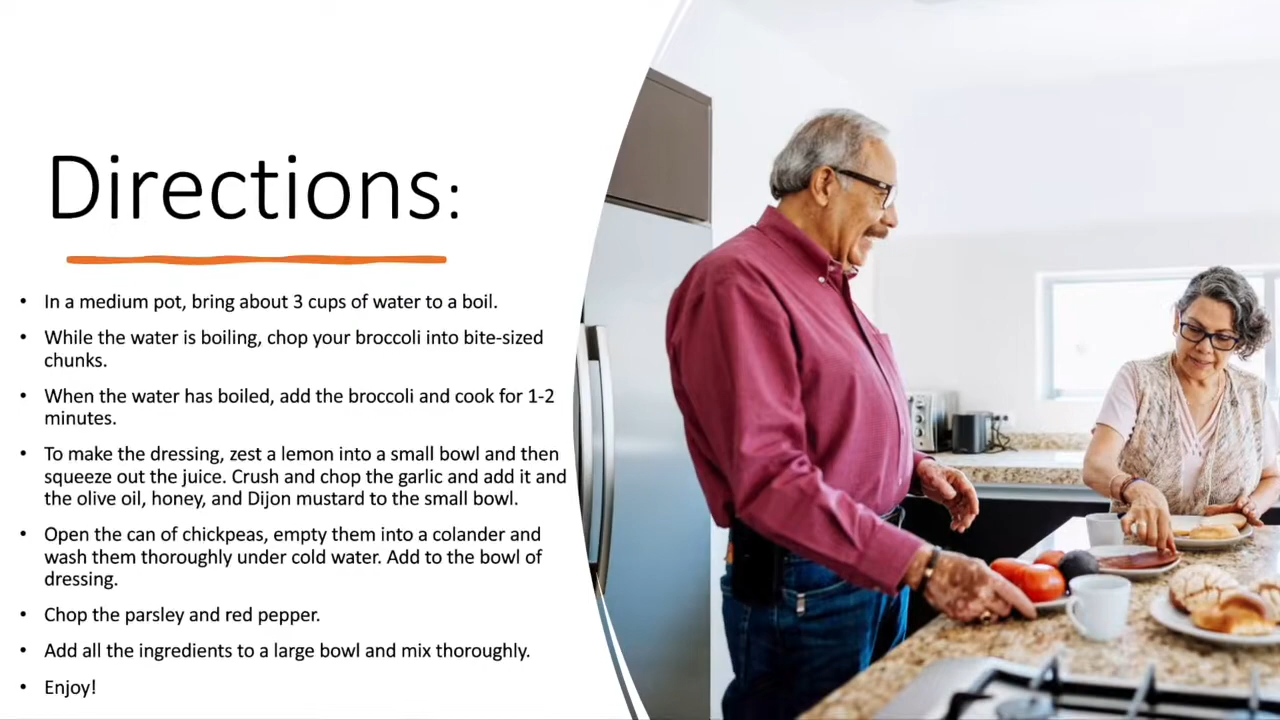 Directions:
• In a medium pot, bring about 3 cups of water to a boil.
• While the water is boiling, chop your broccoli into bite-sized
chunks.
• When the water has boiled, add the broccoli and cook for 1-2
minutes.
• To make the dressing, zest a lemon into a small bowl and then
squeeze out the juice. Crush and chop the garlic and add it and
the olive oil, honey, and Dijon mustard to the small bowl.
• Open the can of chickpeas, empty them into a colander and
wash them thoroughly under cold water. Add to the bowl of
dressing.
• Chop the parsley and red pepper.
• Add all the ingredients to a large bowl and mix thoroughly.
• Enjoy!